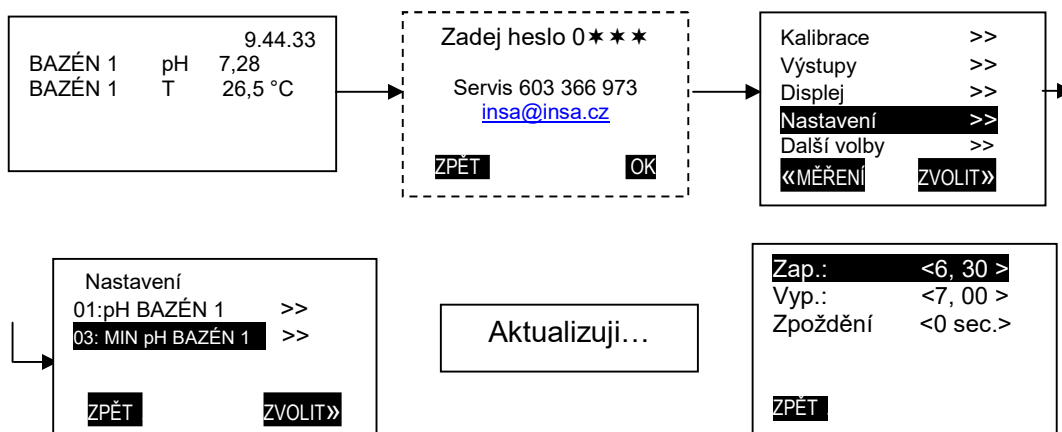 9.44.33
BAZÉN 1 pH 7,28
BAZÉN 1 T 26,5 °C
Zadej heslo 0✶✶✶
Servis 603 366 973
insa@insa.cz
ZPĚT OK
Kalibrace >>
Výstupy >>
Displej >>
Nastavení >>
Další volby >>
«MĚŘENÍ ZVOLIT»
Nastavení
01:pH BAZÉN 1 >>
03: MIN pH BAZÉN 1 >>
ZPĚT ZVOLIT»
Aktualizuji…
Zap.: <6, 30 >
Vyp.: <7, 00 >
Zpoždění <0 sec.>
ZPĚT